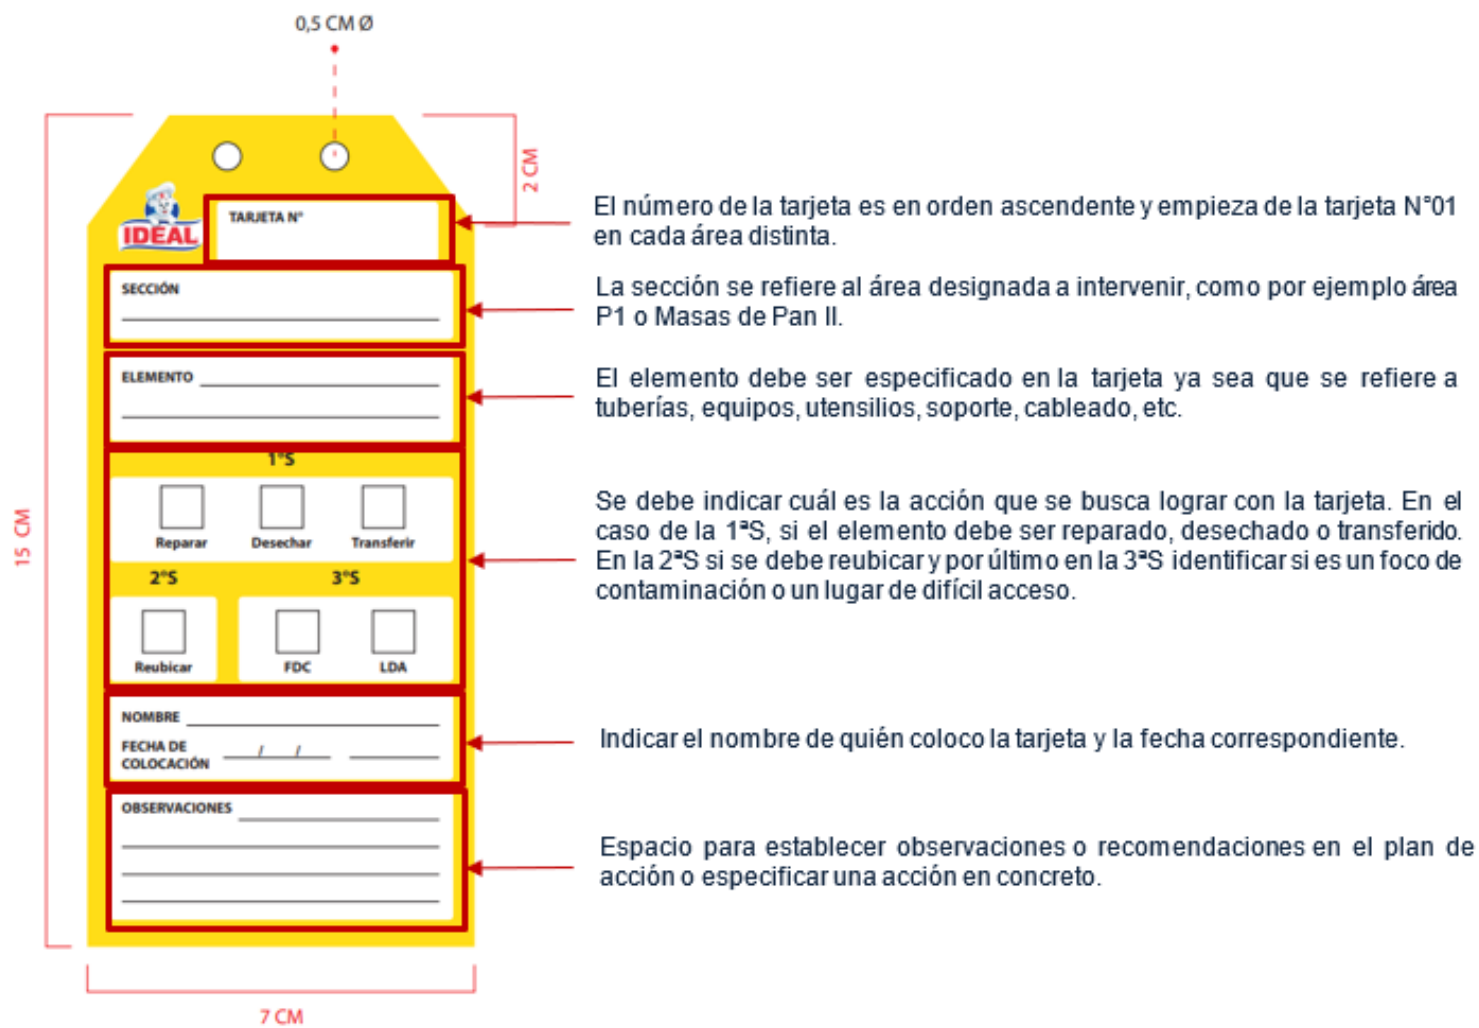 0,5 CM Ø
2 CM
IDEAL
TARJETA N°
El número de la tarjeta es en orden ascendente y empieza de la tarjeta N°01
en cada área distinta.
SECCIÓN
La sección se refiere al área designada a intervenir, como por ejemplo área
P1 o Masas de Pan II.
ELEMENTO
El elemento debe ser especificado en la tarjeta ya sea que se refiere a
tuberías, equipos, utensilios, soporte, cableado, etc.
1°S
Reparar Desechar Transferir
2°S 3°S
Reubicar FDC LDA
Se debe indicar cuál es la acción que se busca lograr con la tarjeta. En el
caso de la 1ªS, si el elemento debe ser reparado, desechado o transferido.
En la 2ªS si se debe reubicar y por último en la 3ªS identificar si es un foco de
contaminación o un lugar de difícil acceso.
15 CM
NOMBRE
FECHA DE
COLOCACIÓN / /
Indicar el nombre de quién coloco la tarjeta y la fecha correspondiente.
OBSERVACIONES
Espacio para establecer observaciones o recomendaciones en el plan de
acción o especificar una acción en concreto.
7 CM